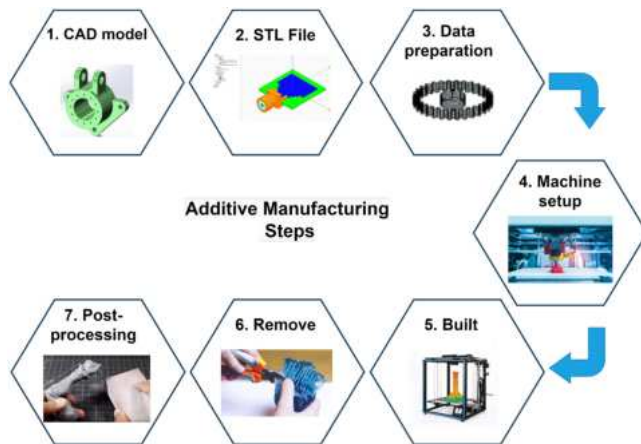 1. CAD model
2. STL File
3. Data
preparation
4. Machine
setup
Additive Manufacturing
Steps
7. Post-
processing
6. Remove
5. Built